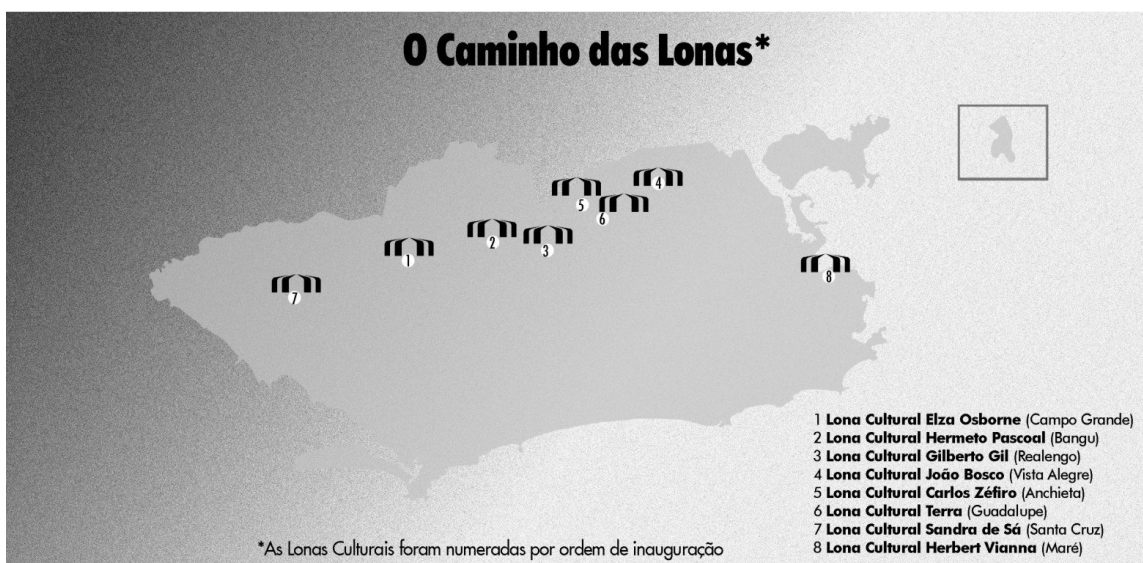 O Caminho das Lonas*
4
5
6
2
3
1
8
7
1 Lona Cultural Elza Osborne (Campo Grande)
2 Lona Cultural Hermeto Pascoal (Bangu)
3 Lona Cultural Gilberto Gil (Realengo)
4 Lona Cultural João Bosco (Vista Alegre)
5 Lona Cultural Carlos Zéfiro (Anchieta)
6 Lona Cultural Terra (Guadalupe)
7 Lona Cultural Sandra de Sá (Santa Cruz)
8 Lona Cultural Herbert Vianna (Maré)
*As Lonas Culturais foram numeradas por ordem de inauguração